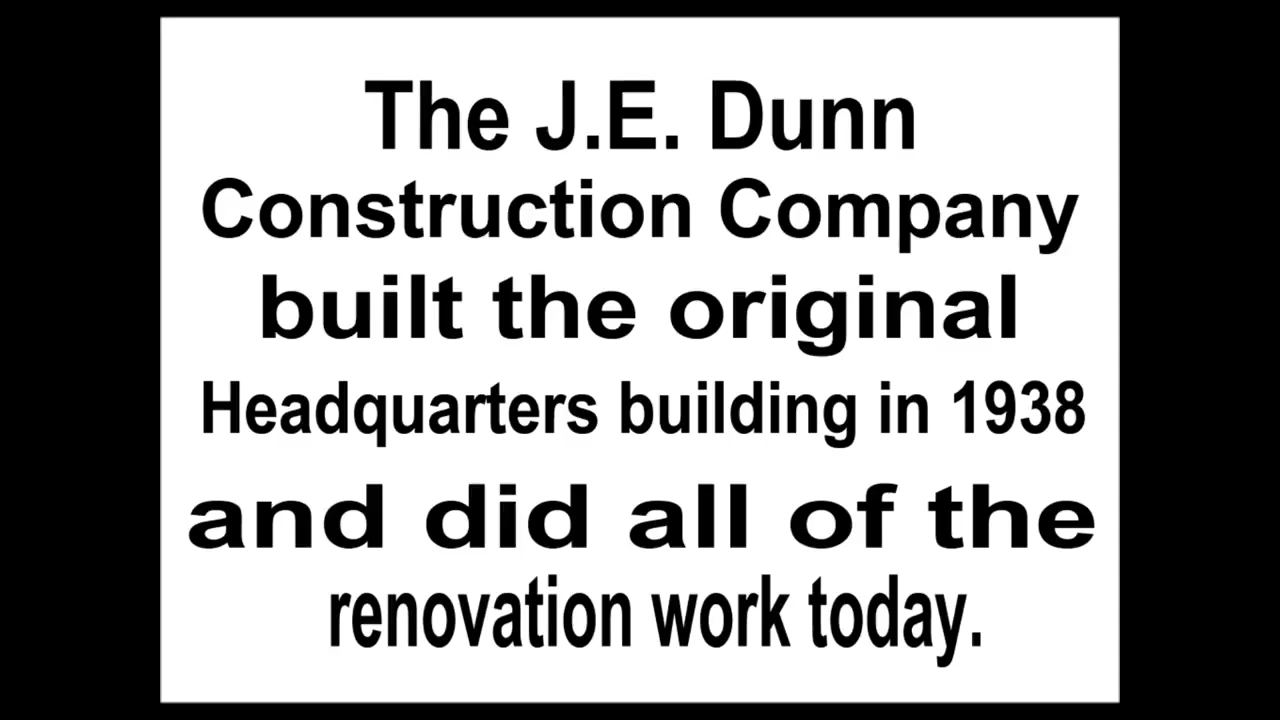 The J.E. Dunn
Construction Company
built the original
Headquarters building in 1938
and did all of the
renovation work today.